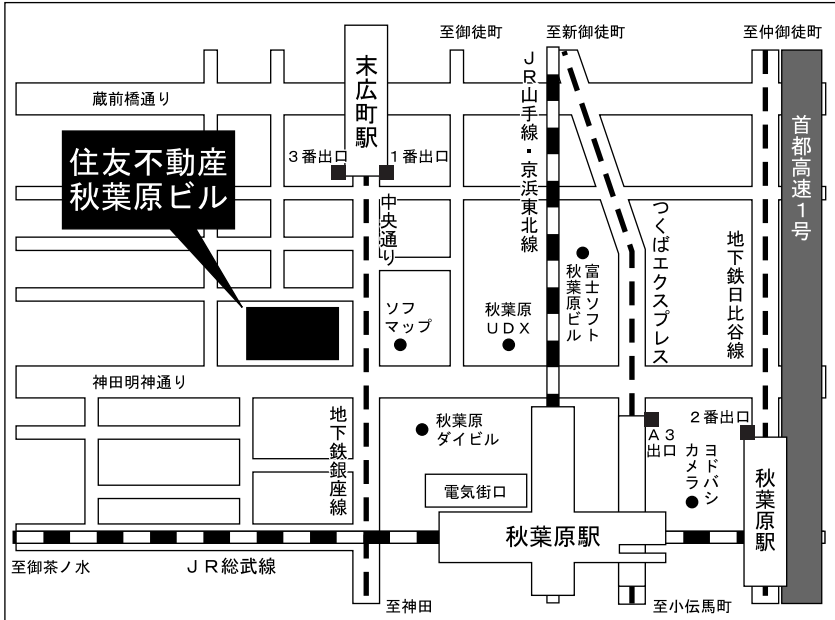 至御徒町
至新御徒町
至仲御徒町
蔵前橋通り
末広町駅
3番出口
1番出口
住友不動産
秋葉原ビル
中央通り
JR山手線・京浜東北線
つくばエクスプレス
地下鉄日比谷線
首都高速1号
富士ソフト
秋葉原ビル
ソフ
マップ
秋葉原
UDX
神田明神通り
地下鉄銀座線
秋葉原
ダイビル
電気街口
A3
出口
2番出口
ヨドバシ
カメラ
秋葉原駅
秋葉原駅
至御茶ノ水
JR総武線
至神田
至小伝馬町